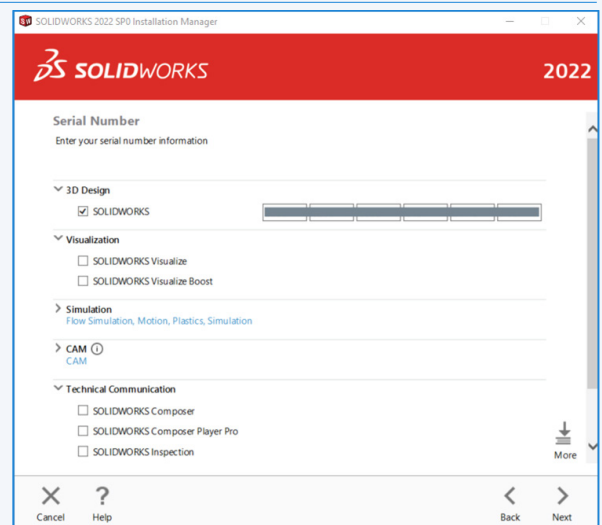 SOLIDWORKS 2022 SP0 Installation Manager
SOLIDWORKS 2022
Serial Number
Enter your serial number information
3D Design
SOLIDWORKS
Visualization
SOLIDWORKS Visualize
SOLIDWORKS Visualize Boost
Simulation
Flow Simulation, Motion, Plastics, Simulation
CAM
CAM
Technical Communication
SOLIDWORKS Composer
SOLIDWORKS Composer Player Pro
SOLIDWORKS Inspection
More
Cancel Help Back Next